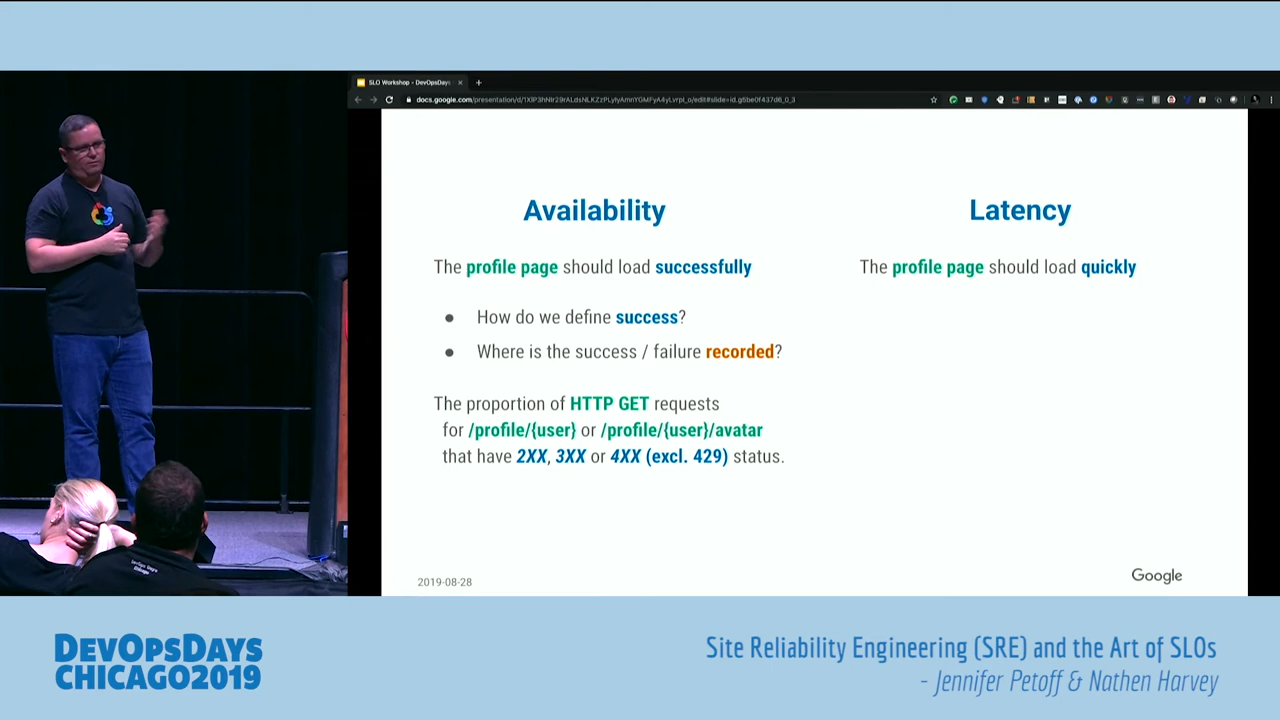 SLO Workshop - DevOpsDays
Availability
The profile page should load successfully
● How do we define success?
● Where is the success / failure recorded?
The proportion of HTTP GET requests
for /profile/{user} or /profile/{user}/avatar
that have 2XX, 3XX or 4XX (excl. 429) status.
Latency
The profile page should load quickly
2019-08-28
Google
DevOps Days
Chicago
DEVOPSDAYS
CHICAGO2019
Site Reliability Engineering (SRE) and the Art of SLOs
- Jennifer Petoff & Nathen Harvey